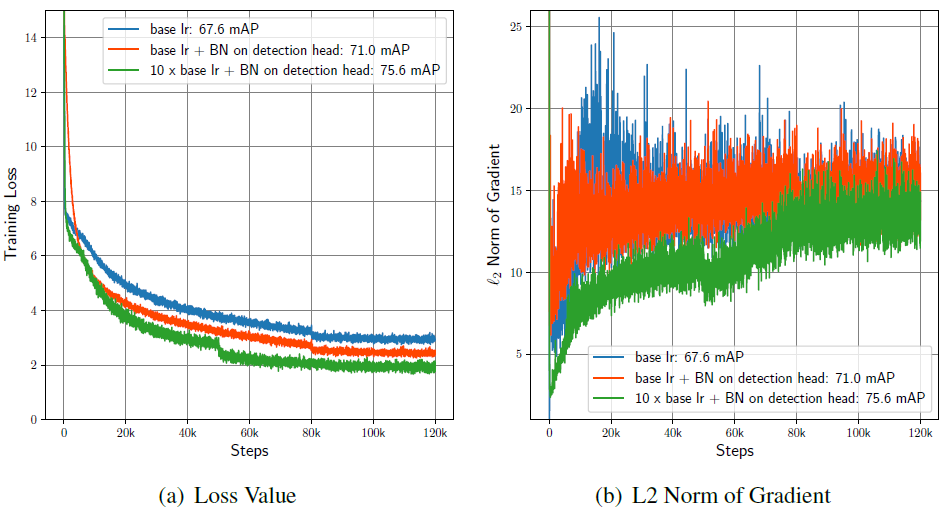 base lr: 67.6 mAP
base lr + BN on detection head: 71.0 mAP
10 x base lr + BN on detection head: 75.6 mAP
14
12
10
8
6
4
2
0
Training Loss
0 20k 40k 60k 80k 100k 120k
Steps
(a) Loss Value
25
20
15
10
5
ℓ2 Norm of Gradient
base lr: 67.6 mAP
base lr + BN on detection head: 71.0 mAP
10 x base lr + BN on detection head: 75.6 mAP
0 20k 40k 60k 80k 100k 120k
Steps
(b) L2 Norm of Gradient